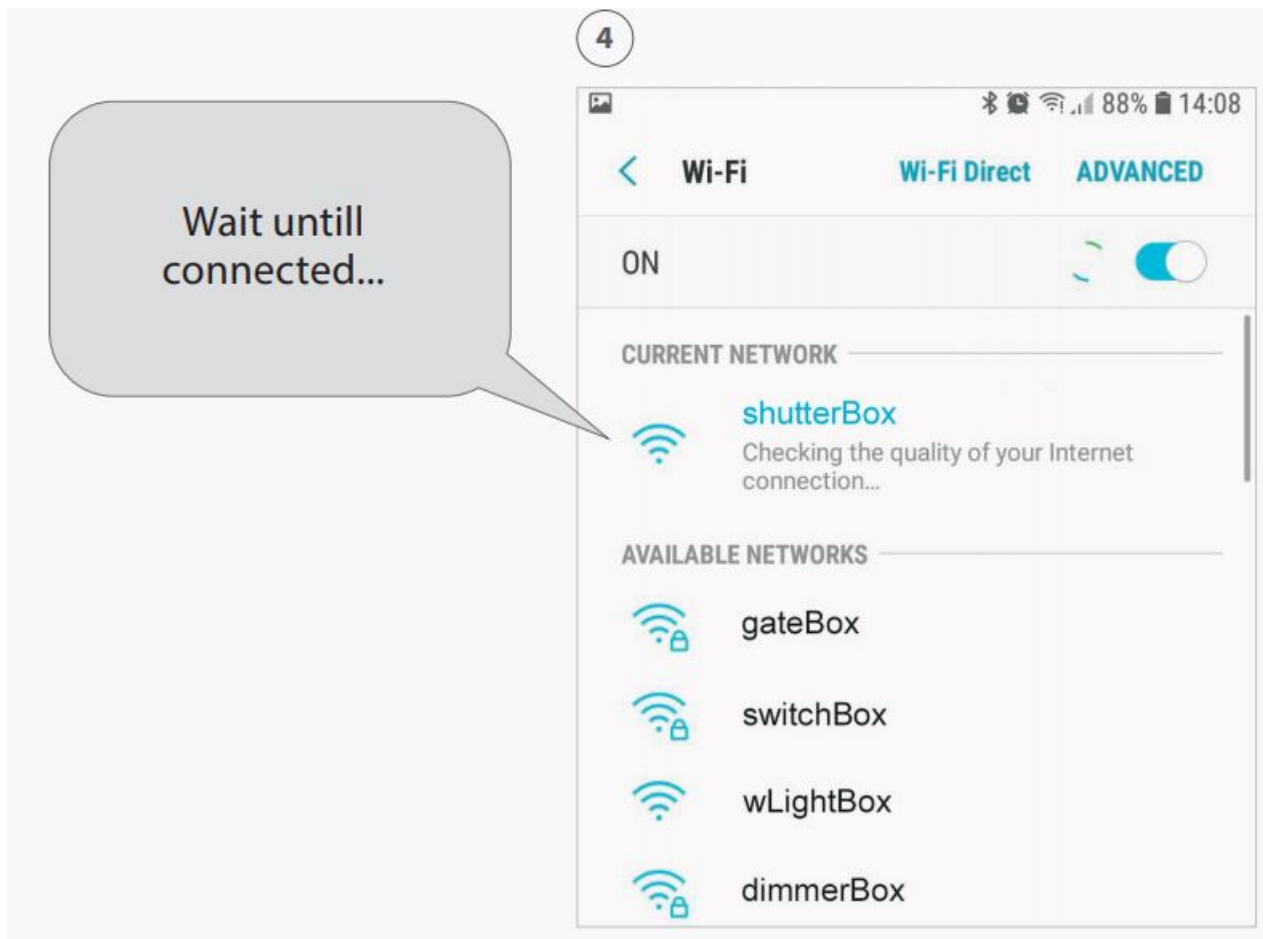 4
Wait untill
connected...
88% 14:08
Wi-Fi Wi-Fi Direct ADVANCED
ON
CURRENT NETWORK
shutterBox
Checking the quality of your Internet
connection...
AVAILABLE NETWORKS
gateBox
switchBox
wLightBox
dimmerBox